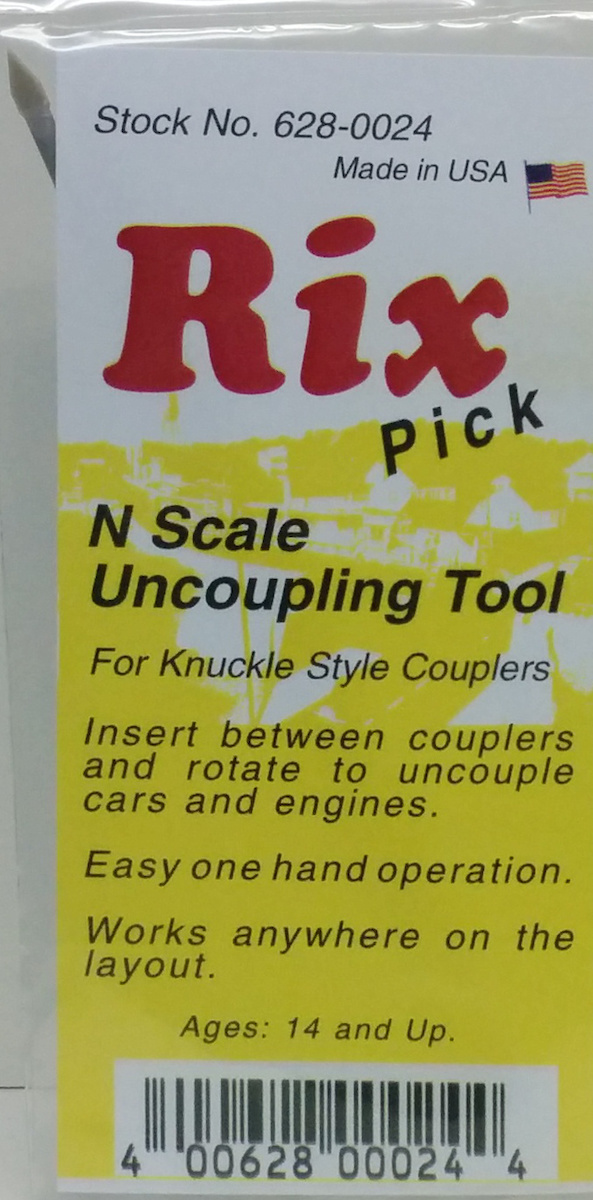 Stock No. 628-0024
Made in USA
Rix
Pick
N Scale
Uncoupling Tool
For Knuckle Style Couplers
Insert between couplers
and rotate to uncouple
cars and engines.
Easy one hand operation.
Works anywhere on the
layout.
Ages: 14 and Up.
4 00628 00024 4